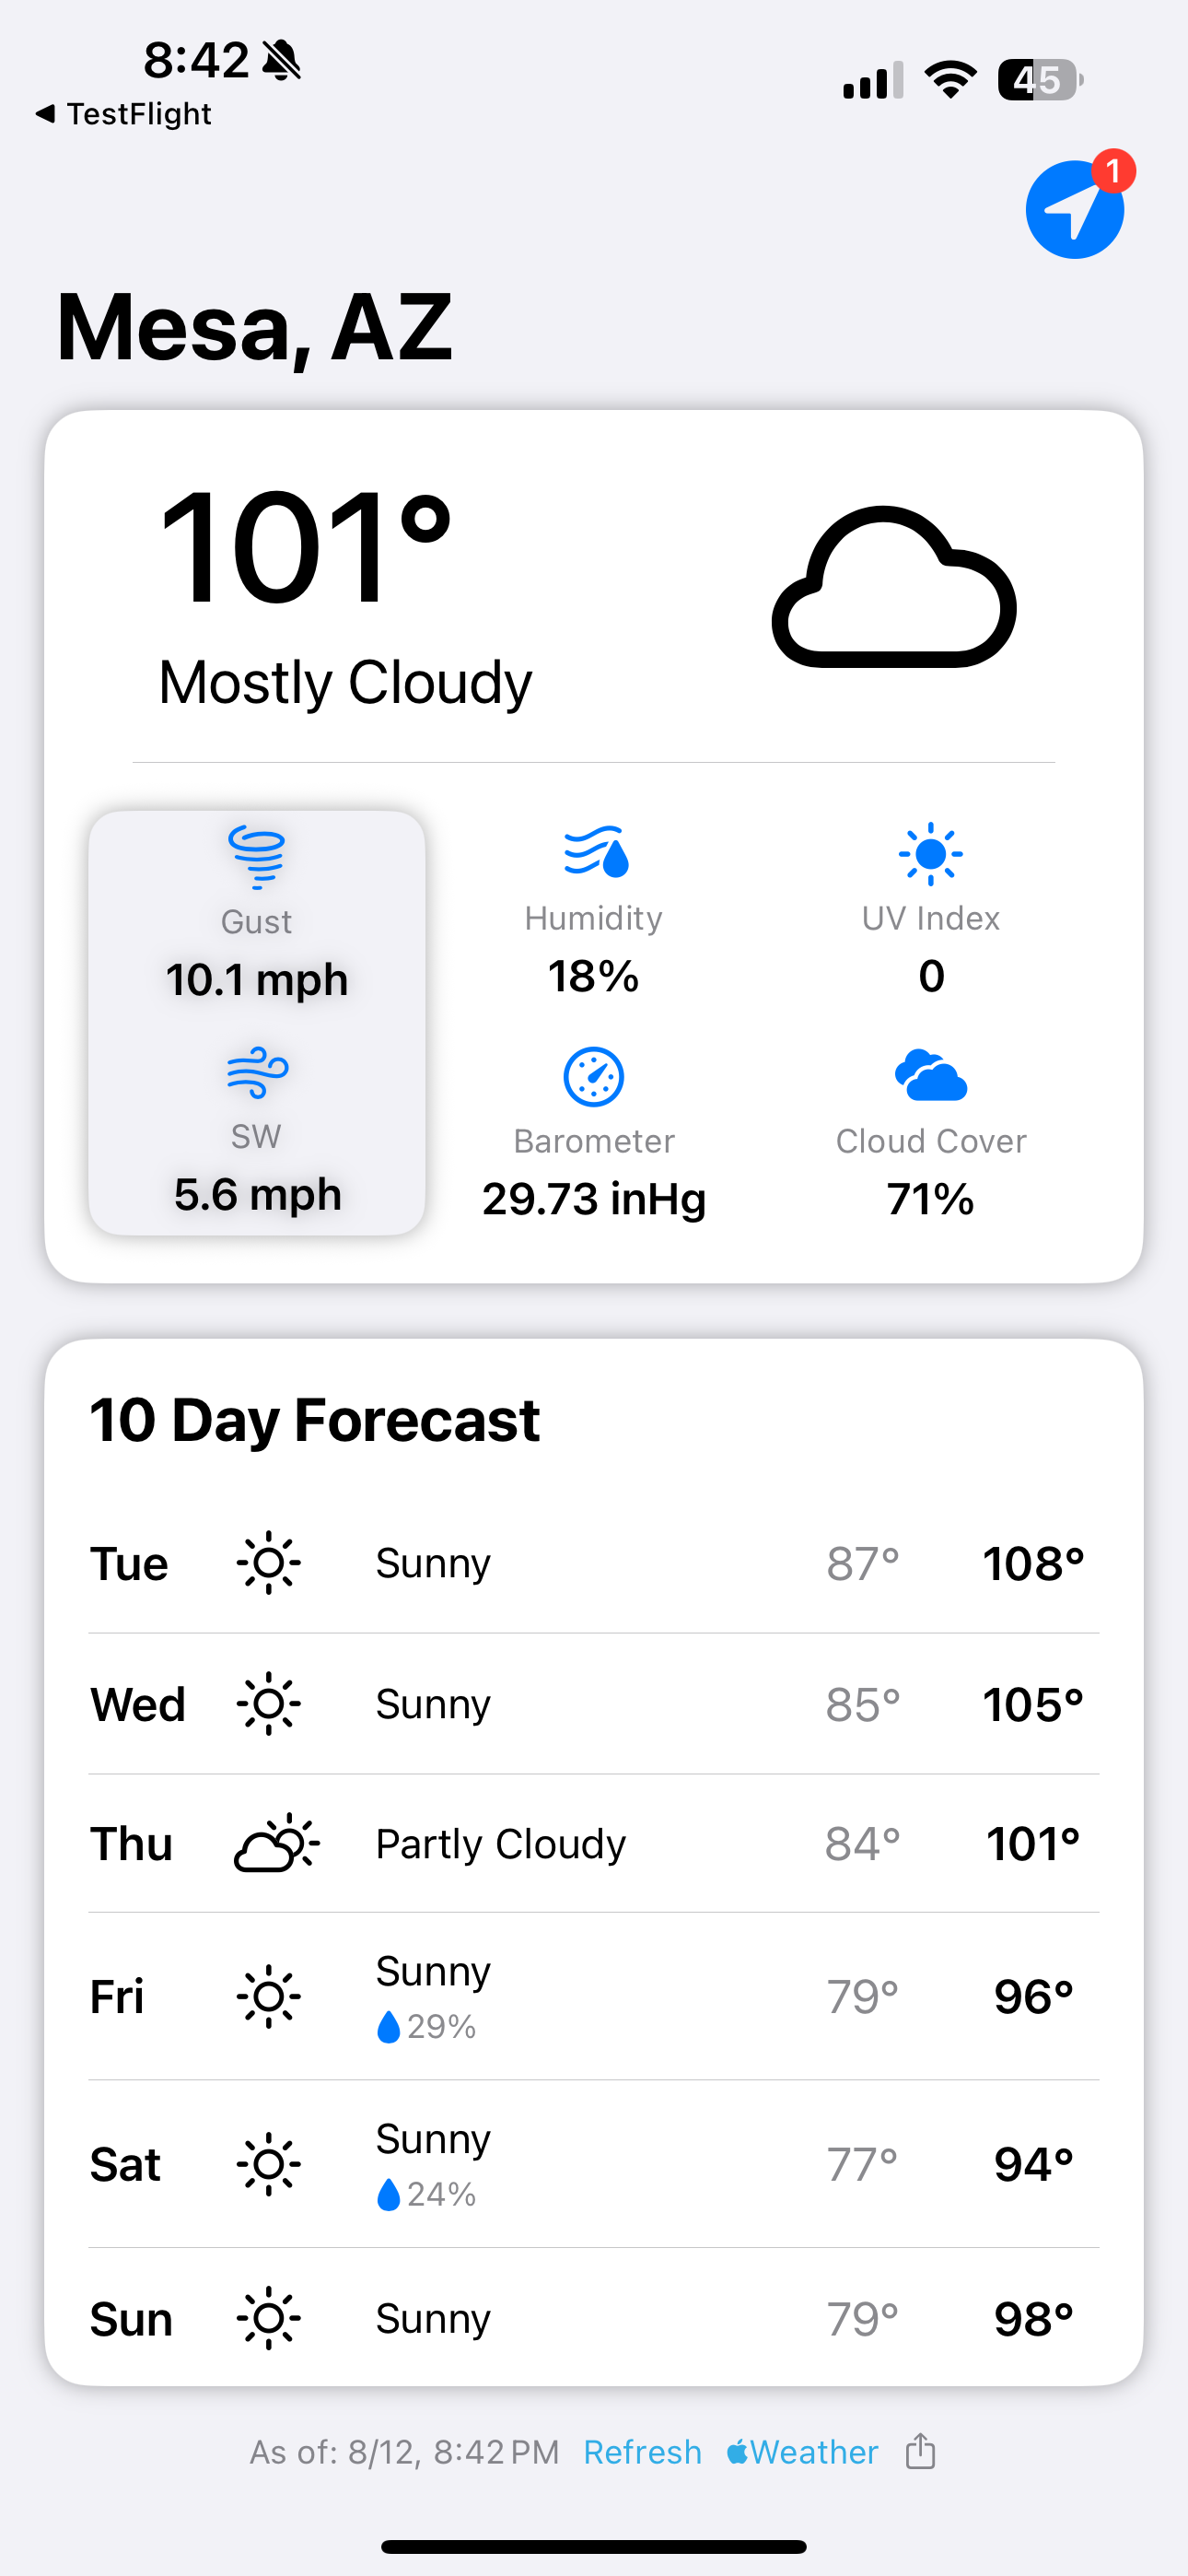 8:42
45
◀ TestFlight
1
Mesa, AZ
101°
Mostly Cloudy
Gust
10.1 mph
Humidity
18%
UV Index
0
SW
5.6 mph
Barometer
29.73 inHg
Cloud Cover
71%
10 Day Forecast
Tue Sunny 87° 108°
Wed Sunny 85° 105°
Thu Partly Cloudy 84° 101°
Fri Sunny 79° 96°
29%
Sat Sunny 77° 94°
24%
Sun Sunny 79° 98°
As of: 8/12, 8:42 PM Refresh Weather